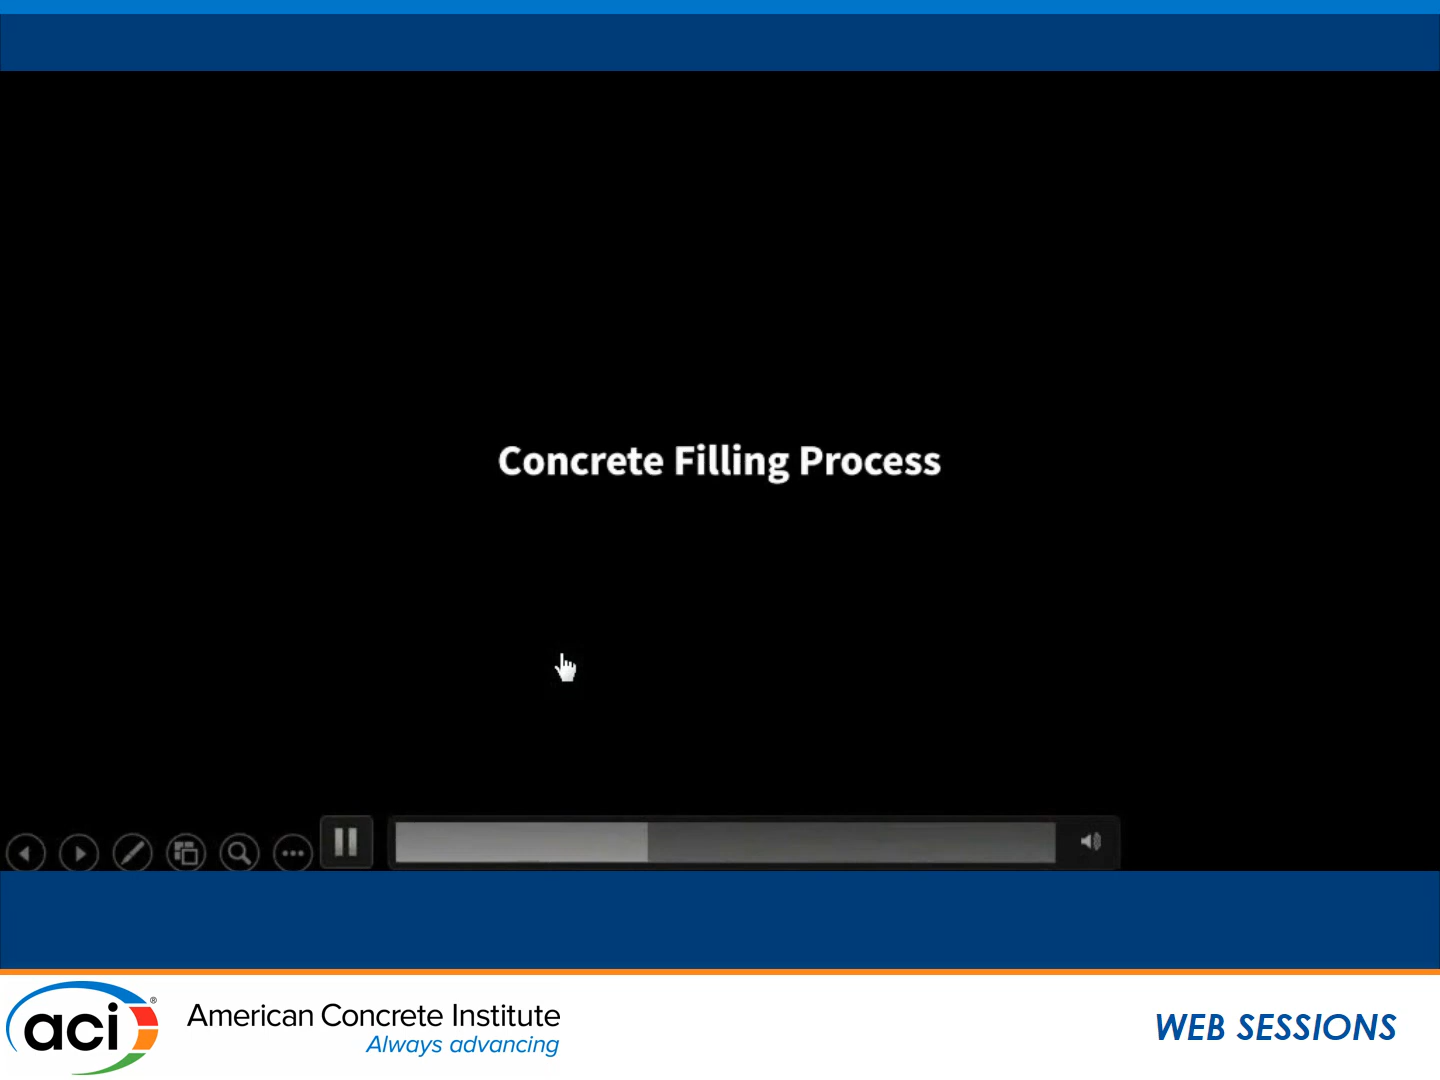 Concrete Filling Process
aci®
American Concrete Institute
Always advancing
WEB SESSIONS